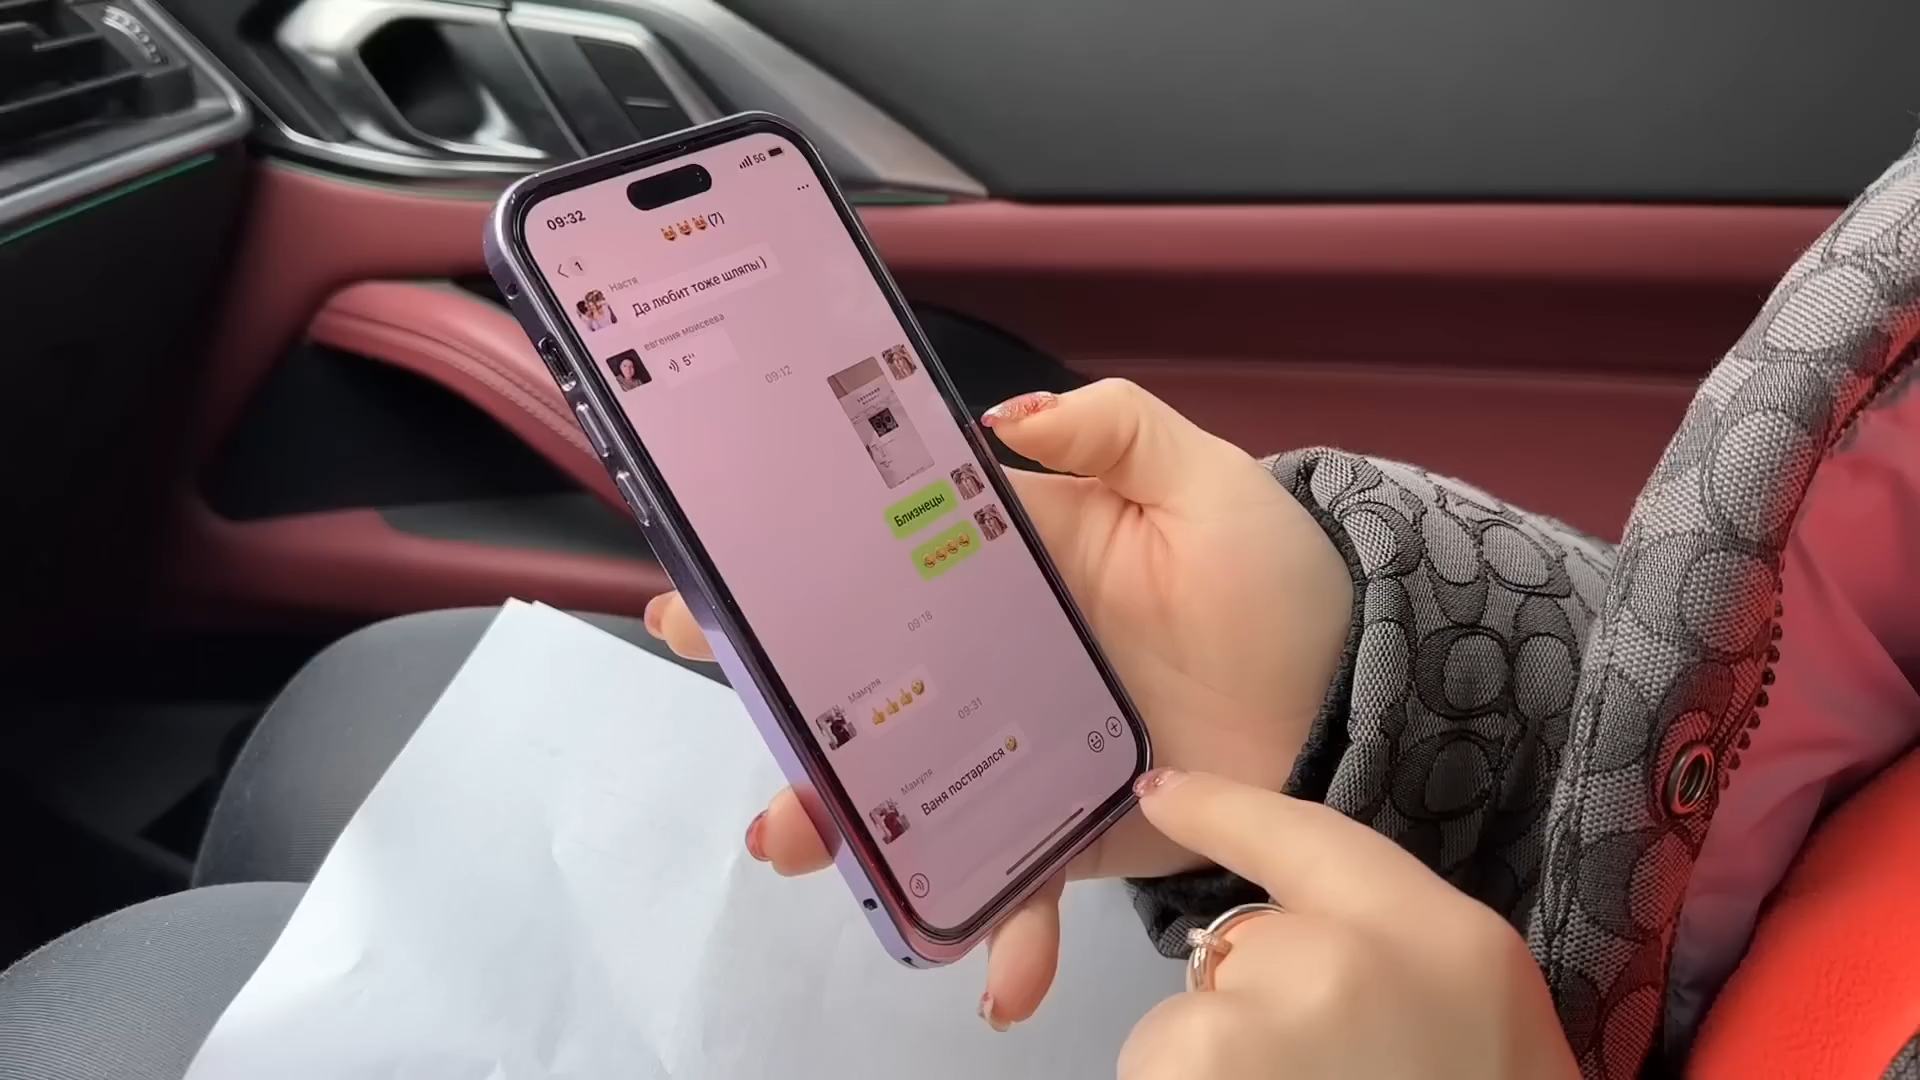 09:32
5G
(7)
1
Настя
Да любит тоже шляпы )
евгения моисеева
5''
09:12
Близнецы
09:18
Мамуля
09:31
Мамуля
Ваня постарался